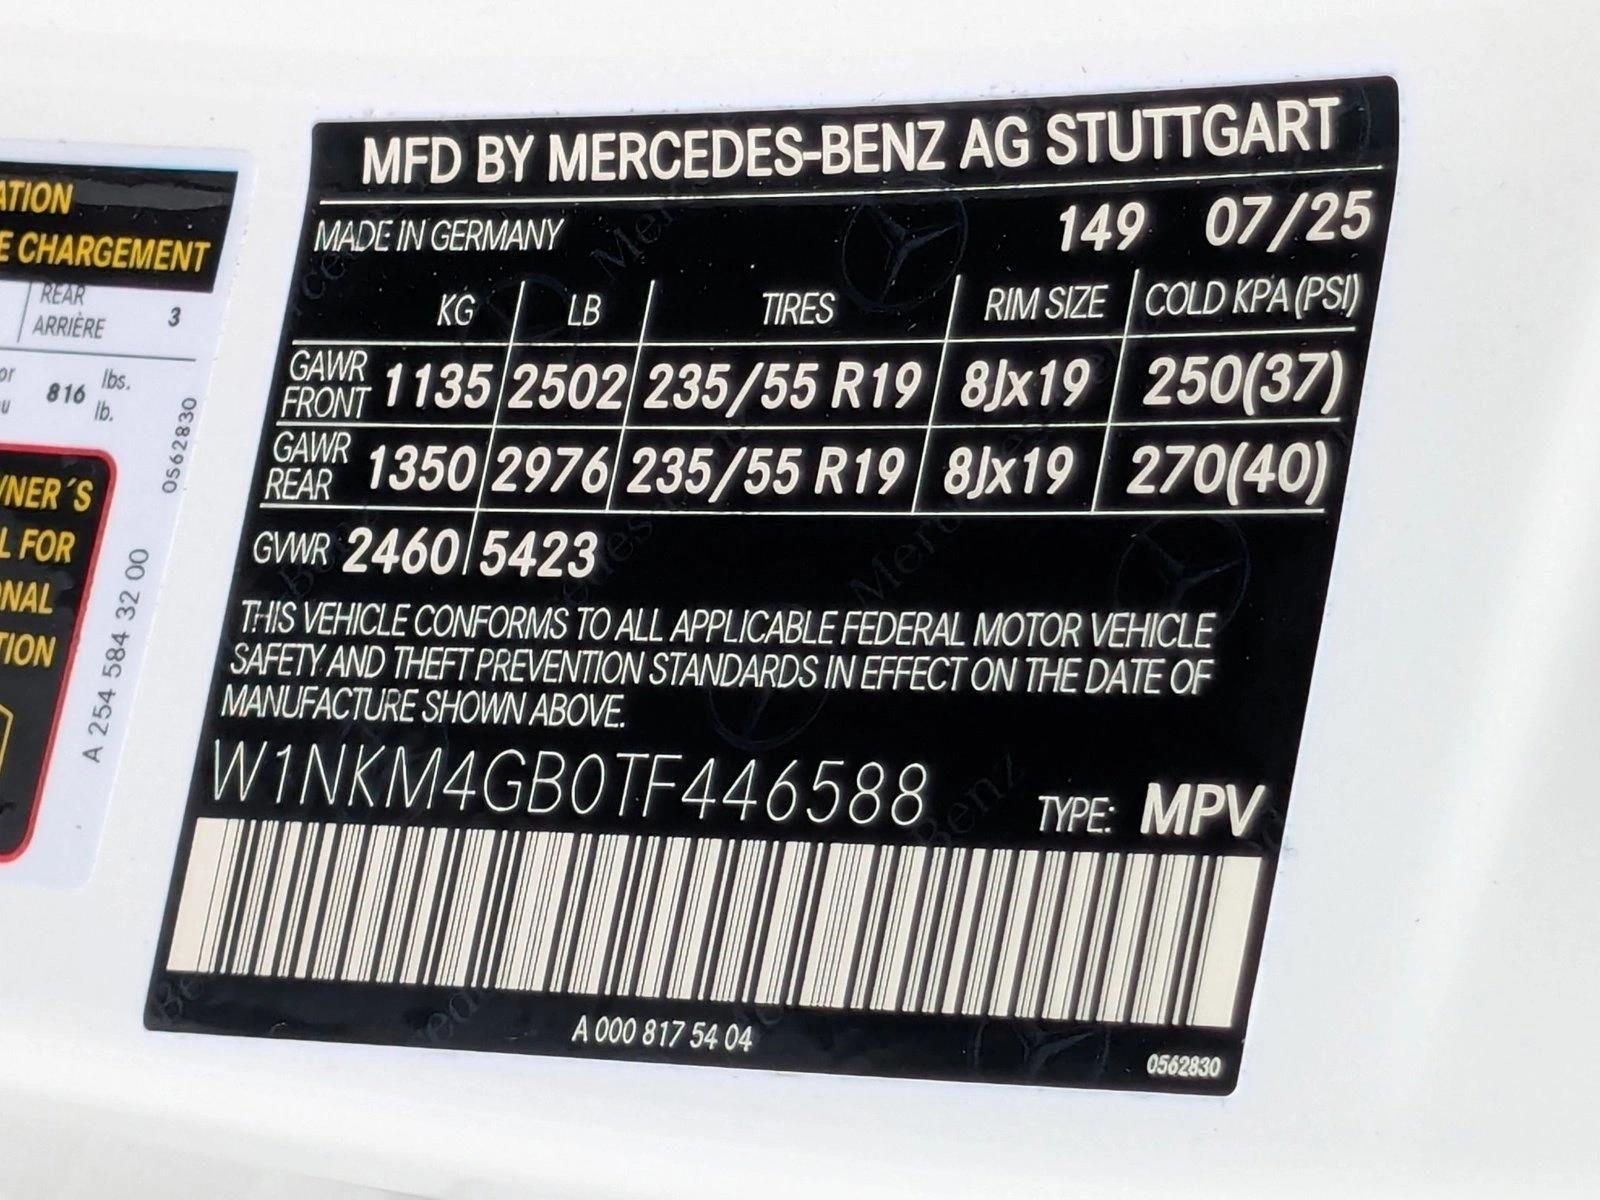 ATION
E CHARGEMENT
REAR
ARRIÈRE 3
or
816 lbs.
lb.
0562830
WNER´S
L FOR
ONAL
TION
A 254 584 32 00
MFD BY MERCEDES-BENZ AG STUTTGART
MADE IN GERMANY 149 07/25
KG LB TIRES RIM SIZE COLD KPA (PSI)
GAWR FRONT 1135 2502 235/55 R19 8Jx19 250(37)
GAWR REAR 1350 2976 235/55 R19 8Jx19 270(40)
GVWR 2460 5423
THIS VEHICLE CONFORMS TO ALL APPLICABLE FEDERAL MOTOR VEHICLE
SAFETY AND THEFT PREVENTION STANDARDS IN EFFECT ON THE DATE OF
MANUFACTURE SHOWN ABOVE.
W1NKM4GB0TF446588 TYPE: MPV
A 000 817 54 04
0562830